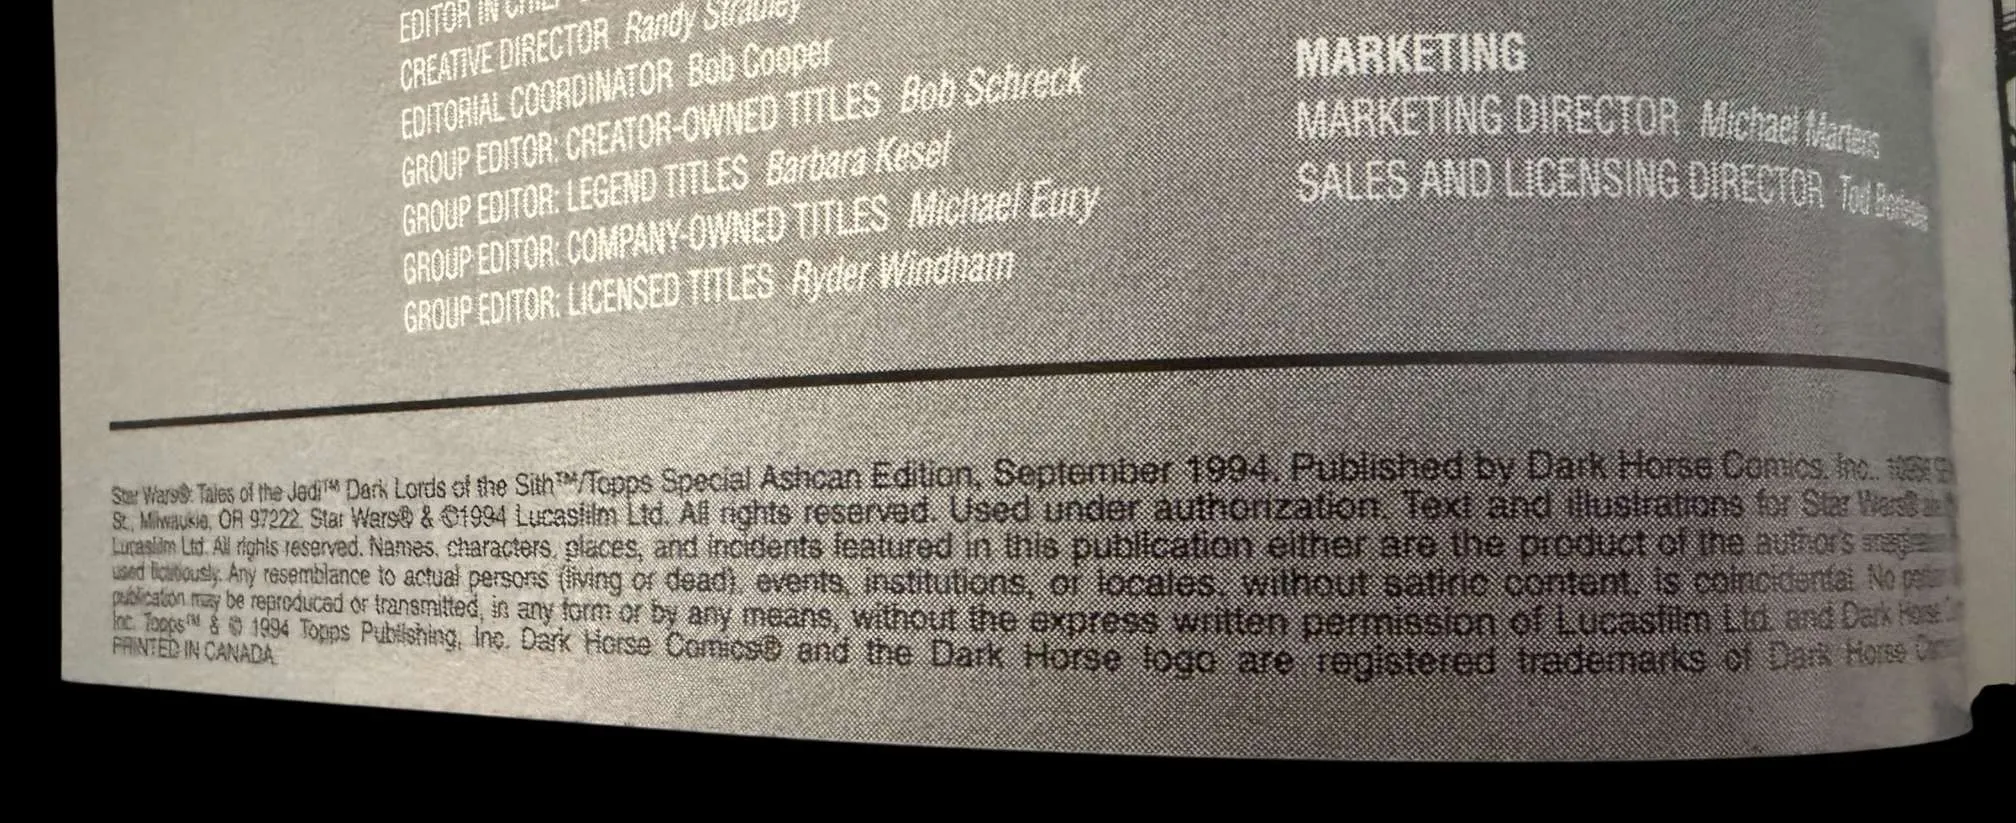 EDITOR IN
CREATIVE DIRECTOR Randy Stradley
EDITORIAL COORDINATOR Bob Cooper
GROUP EDITOR: CREATOR-OWNED TITLES Bob Schreck
GROUP EDITOR: LEGEND TITLES Barbara Kesel
GROUP EDITOR: COMPANY-OWNED TITLES Michael Eury
GROUP EDITOR: LICENSED TITLES Ryder Windham
MARKETING
MARKETING DIRECTOR Michael Martens
SALES AND LICENSING DIRECTOR Tod
Star Wars®: Tales of the Jedi™ Dark Lords of the Sith™/Topps Special Ashcan Edition, September 1994. Published by Dark Horse Comics, Inc.,
St., Milwaukie, OR 97222. Star Wars® & ©1994 Lucasfilm Ltd. All rights reserved. Used under authorization. Text and illustrations for Star Wars®
Lucasfilm Ltd. All rights reserved. Names, characters, places, and incidents featured in this publication either are the product of the author's
used fictitiously. Any resemblance to actual persons (living or dead), events, institutions, or locales, without satiric content, is coincidental. No
publication may be reproduced or transmitted, in any form or by any means, without the express written permission of Lucasfilm Ltd. and Dark Horse
Inc. Topps™ & © 1994 Topps Publishing, Inc. Dark Horse Comics® and the Dark Horse logo are registered trademarks of Dark Horse
PRINTED IN CANADA